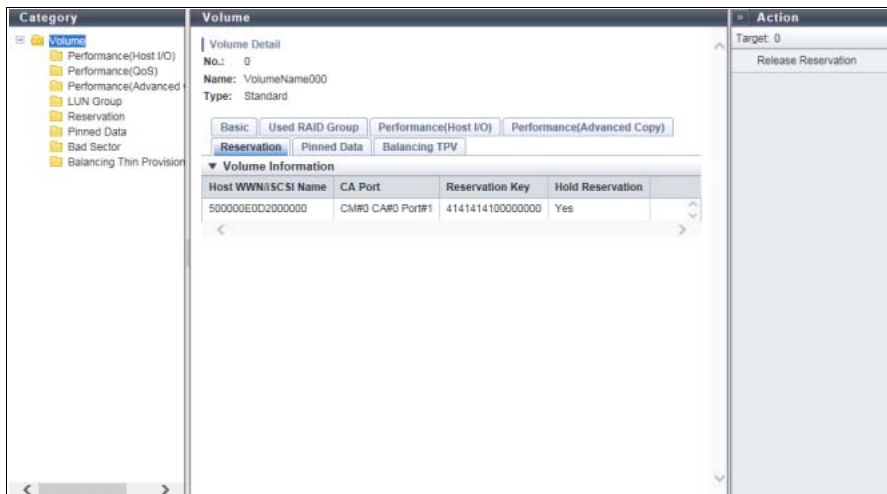 Category
Volume
Performance(Host I/O)
Performance(QoS)
Performance(Advanced
LUN Group
Reservation
Pinned Data
Bad Sector
Balancing Thin Provision
Volume
Volume Detail
No.: 0
Name: VolumeName000
Type: Standard
Basic Used RAID Group Performance(Host I/O) Performance(Advanced Copy)
Reservation Pinned Data Balancing TPV
▼ Volume Information
Host WWN/iSCSI Name CA Port Reservation Key Hold Reservation
500000E0D2000000 CM#0 CA#0 Port#1 4141414100000000 Yes
» Action
Target: 0
Release Reservation